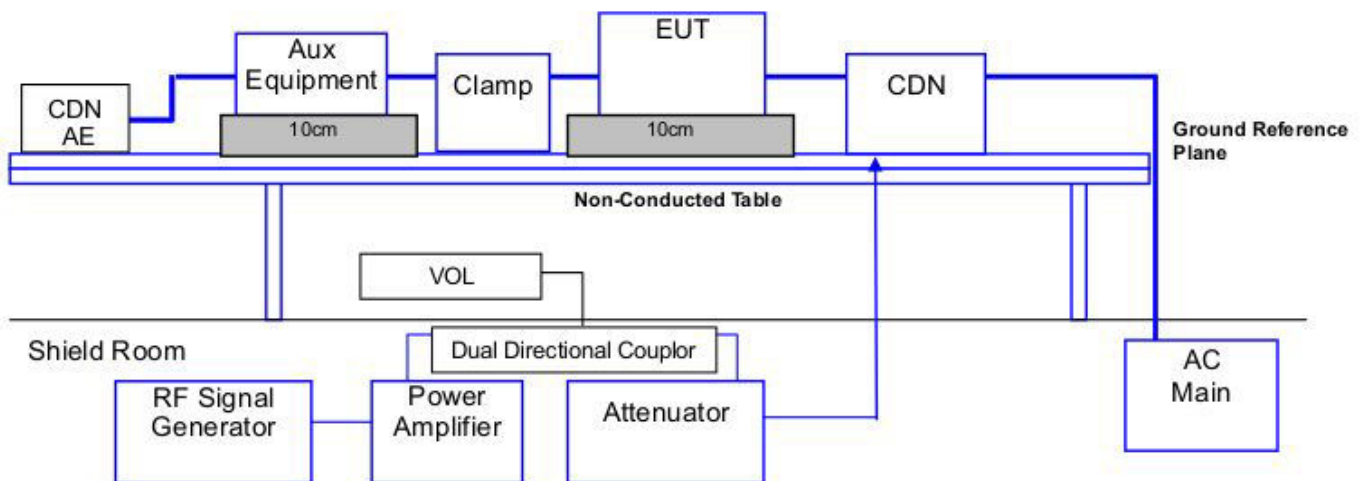 CDN
AE
Aux
Equipment
10cm
Clamp
EUT
10cm
CDN
Ground Reference
Plane
Non-Conducted Table
VOL
Shield Room
Dual Directional Couplor
RF Signal
Generator
Power
Amplifier
Attenuator
AC
Main